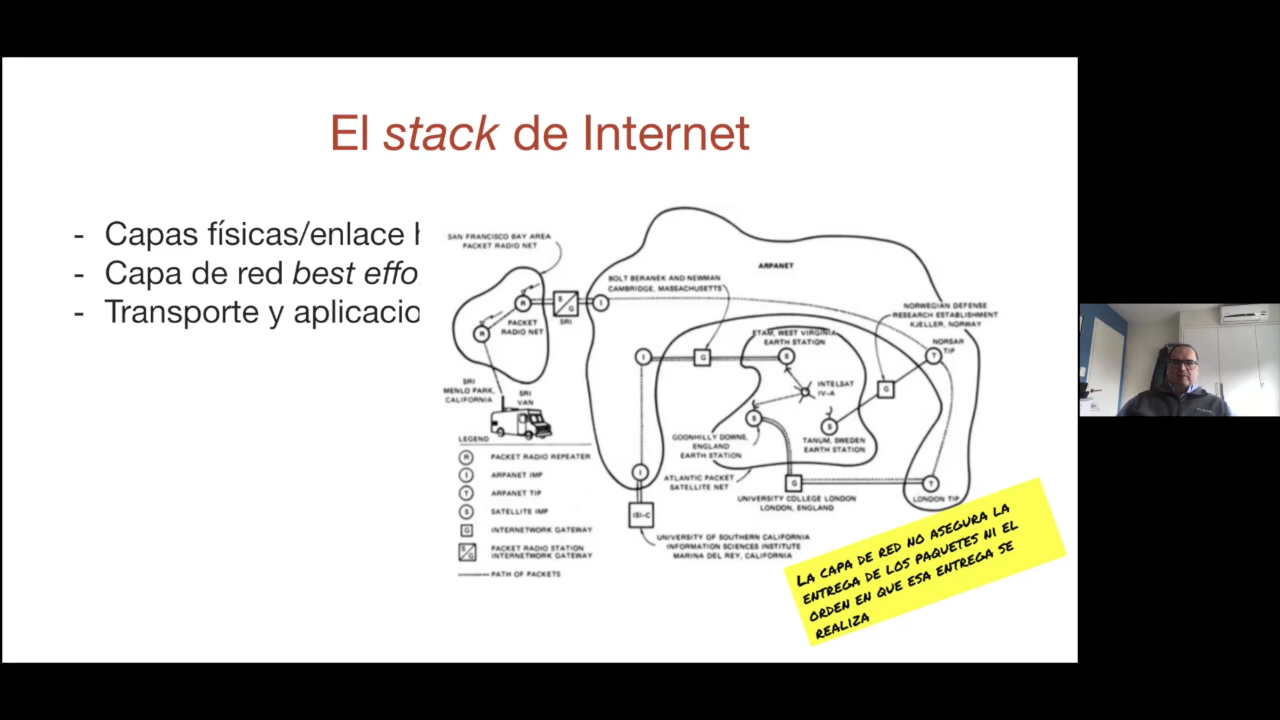 El stack de Internet
- Capas físicas/enlace
- Capa de red best effo
- Transporte y aplicacio
SAN FRANCISCO BAY AREA
PACKET RADIO NET
ARPANET
BOLT BERANEK AND NEWMAN
CAMBRIDGE, MASSACHUSETTS
NORWEGIAN DEFENSE
RESEARCH ESTABLISHMENT
KJELLER, NORWAY
R
S
G
I
SRI
PACKET
RADIO NET
R
ETAM, WEST VIRGINIA
EARTH STATION
NORSAR
TIP
I
G
S
T
SRI
MENLO PARK,
CALIFORNIA
SRI
VAN
INTELSAT
IV-A
G
S
S
GOONHILLY DOWNS,
ENGLAND
EARTH STATION
TANUM, SWEDEN
EARTH STATION
LEGEND
R PACKET RADIO REPEATER
I ARPANET IMP
T ARPANET TIP
S SATELLITE IMP
G INTERNETWORK GATEWAY
S G PACKET RADIO STATION
INTERNETWORK GATEWAY
PATH OF PACKETS
I
ATLANTIC PACKET
SATELLITE NET
G
T
UNIVERSITY COLLEGE LONDON
LONDON, ENGLAND
LONDON TIP
ISI-C
UNIVERSITY OF SOUTHERN CALIFORNIA
INFORMATION SCIENCES INSTITUTE
MARINA DEL REY, CALIFORNIA
LA CAPA DE RED NO ASEGURA LA
ENTREGA DE LOS PAQUETES NI EL
ORDEN EN QUE ESA ENTREGA SE
REALIZA